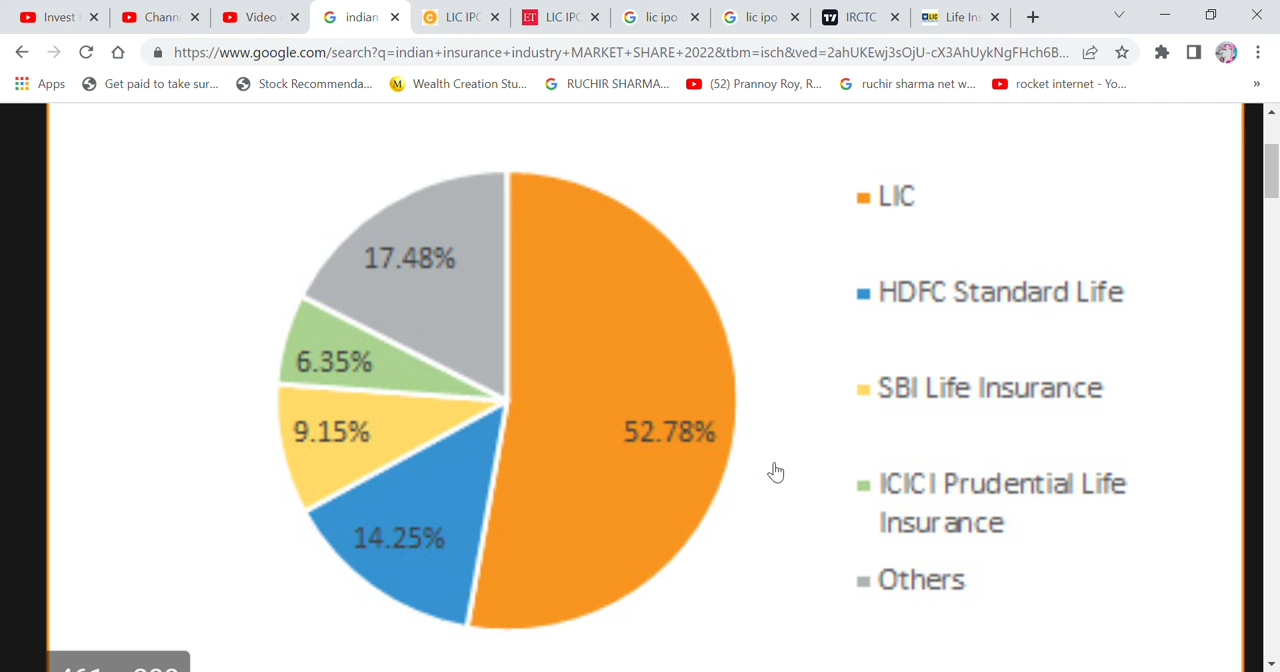 Invest
Chann
Video
indian
LIC IPO
LIC IPO
lic ipo
lic ipo
IRCTC
Life Ins
https://www.google.com/search?q=indian+insurance+industry+MARKET+SHARE+2022&tbm=isch&ved=2ahUKEwj3sOjU-cX3AhUykNgFHch6B...
Apps
Get paid to take sur...
Stock Recommenda...
Wealth Creation Stu...
RUCHIR SHARMA...
(52) Prannoy Roy, R...
ruchir sharma net w...
rocket internet - Yo...
»
LIC
17.48%
HDFC Standard Life
6.35%
SBI Life Insurance
9.15%
52.78%
ICICI Prudential Life
Insurance
14.25%
Others